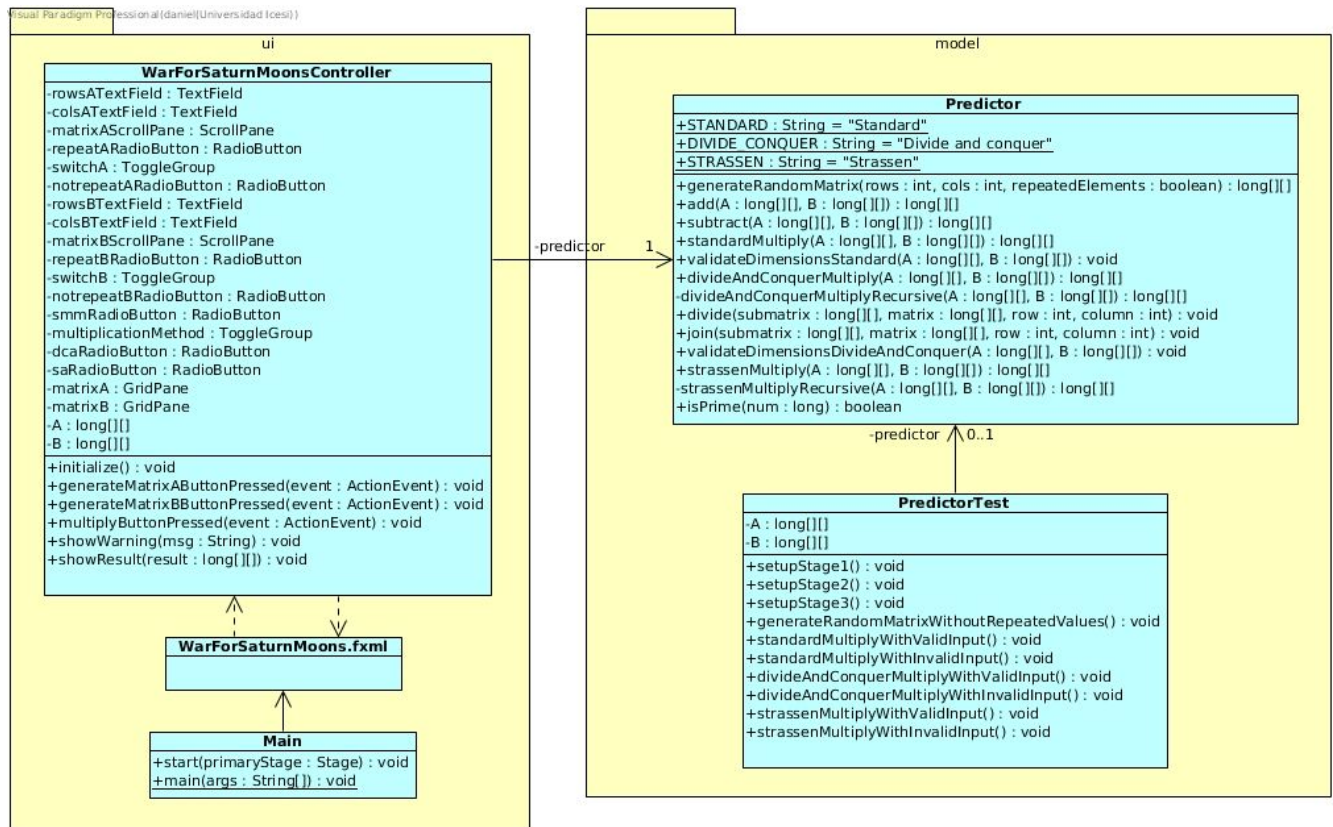 Visual Paradigm Professional(daniel(Universidad Icesi))
ui
WarForSaturnMoonsController
-rowsATextField : TextField
-colsATextField : TextField
-matrixAScrollPane : ScrollPane
-repeatARadioButton : RadioButton
-switchA : ToggleGroup
-notrepeatARadioButton : RadioButton
-rowsBTextField : TextField
-colsBTextField : TextField
-matrixBScrollPane : ScrollPane
-repeatBRadioButton : RadioButton
-switchB : ToggleGroup
-notrepeatBRadioButton : RadioButton
-smmRadioButton : RadioButton
-multiplicationMethod : ToggleGroup
-dcaRadioButton : RadioButton
-saRadioButton : RadioButton
-matrixA : GridPane
-matrixB : GridPane
-A : long[][]
-B : long[][]
+initialize() : void
+generateMatrixAButtonPressed(event : ActionEvent) : void
+generateMatrixBButtonPressed(event : ActionEvent) : void
+multiplyButtonPressed(event : ActionEvent) : void
+showWarning(msg : String) : void
+showResult(result : long[][]) : void
WarForSaturnMoons.fxml
Main
+start(primaryStage : Stage) : void
+main(args : String[]) : void
-predictor 1
model
Predictor
+STANDARD : String = "Standard"
+DIVIDE_CONQUER : String = "Divide and conquer"
+STRASSEN : String = "Strassen"
+generateRandomMatrix(rows : int, cols : int, repeatedElements : boolean) : long[][]
+add(A : long[][], B : long[][]) : long[][]
+subtract(A : long[][], B : long[][]) : long[][]
+standardMultiply(A : long[][], B : long[][]) : long[][]
+validateDimensionsStandard(A : long[][], B : long[][]) : void
+divideAndConquerMultiply(A : long[][], B : long[][]) : long[][]
-divideAndConquerMultiplyRecursive(A : long[][], B : long[][]) : long[][]
+divide(submatrix : long[][], matrix : long[][], row : int, column : int) : void
+join(submatrix : long[][], matrix : long[][], row : int, column : int) : void
+validateDimensionsDivideAndConquer(A : long[][], B : long[][]) : void
+strassenMultiply(A : long[][], B : long[][]) : long[][]
-strassenMultiplyRecursive(A : long[][], B : long[][]) : long[][]
+isPrime(num : long) : boolean
-predictor 0..1
PredictorTest
-A : long[][]
-B : long[][]
+setupStage1() : void
+setupStage2() : void
+setupStage3() : void
+generateRandomMatrixWithoutRepeatedValues() : void
+standardMultiplyWithValidInput() : void
+standardMultiplyWithInvalidInput() : void
+divideAndConquerMultiplyWithValidInput() : void
+divideAndConquerMultiplyWithInvalidInput() : void
+strassenMultiplyWithValidInput() : void
+strassenMultiplyWithInvalidInput() : void